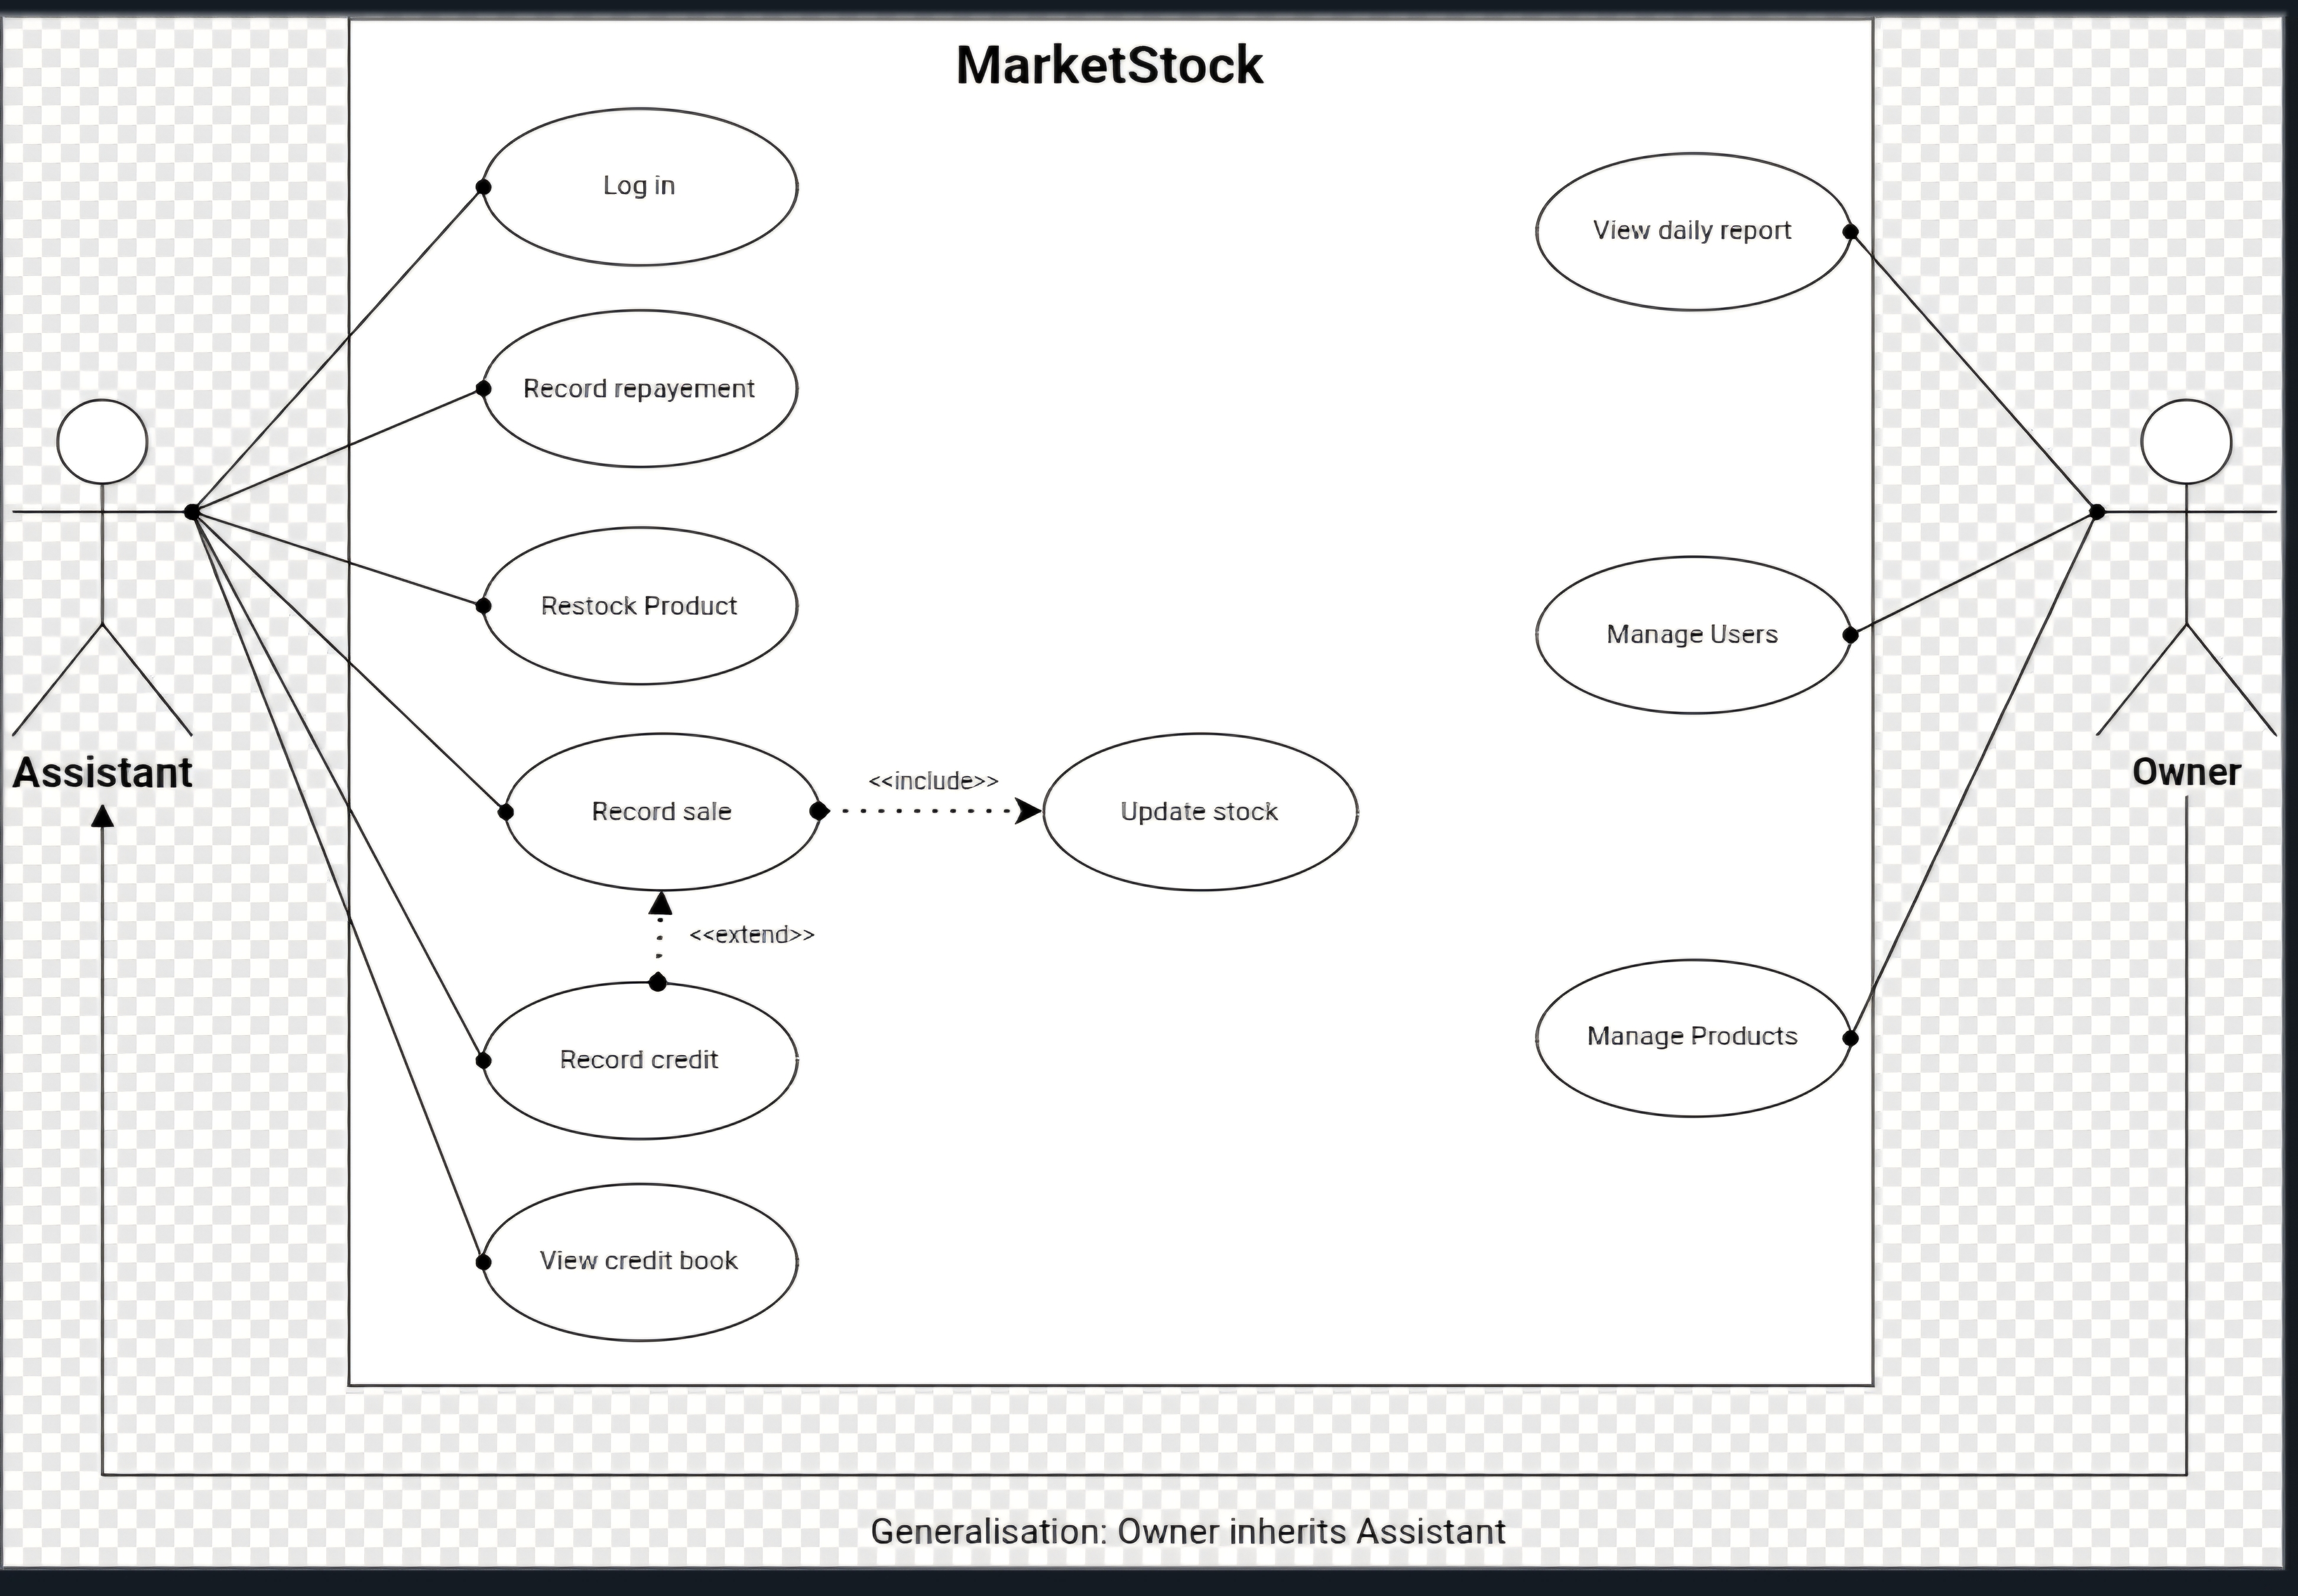 MarketStock
Log in
View daily report
Record repayement
Restock Product
Manage Users
Assistant
Owner
<<include>>
Record sale
Update stock
<<extend>>
Record credit
Manage Products
View credit book
Generalisation: Owner inherits Assistant